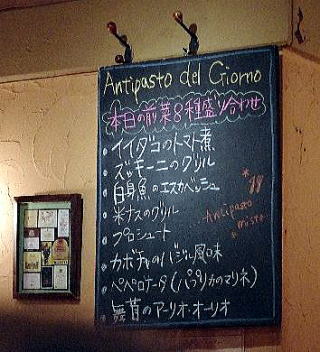 Antipasto del Giorno
本日の前菜8種盛り合わせ
イイダコのトマト煮
ズッキーニのグリル
白身魚のエスカベッシュ
米ナスのグリル
プロシュート
カボチャのバジル風味
ペペロナータ(パプリカのマリネ)
舞茸のアーリオ・オーリオ
Antipasto
misto